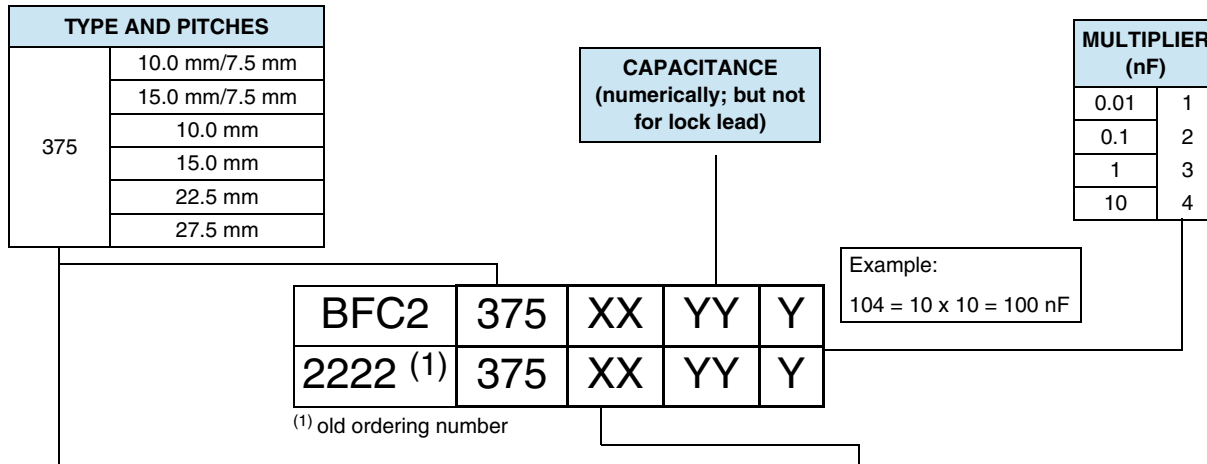 TYPE AND PITCHES
375
10.0 mm/7.5 mm
15.0 mm/7.5 mm
10.0 mm
15.0 mm
22.5 mm
27.5 mm
CAPACITANCE
(numerically; but not
for lock lead)
MULTIPLIER
(nF)
0.01 1
0.1 2
1 3
10 4
Example:
104 = 10 x 10 = 100 nF
BFC2 375 XX YY Y
2222 (1) 375 XX YY Y
(1) old ordering number